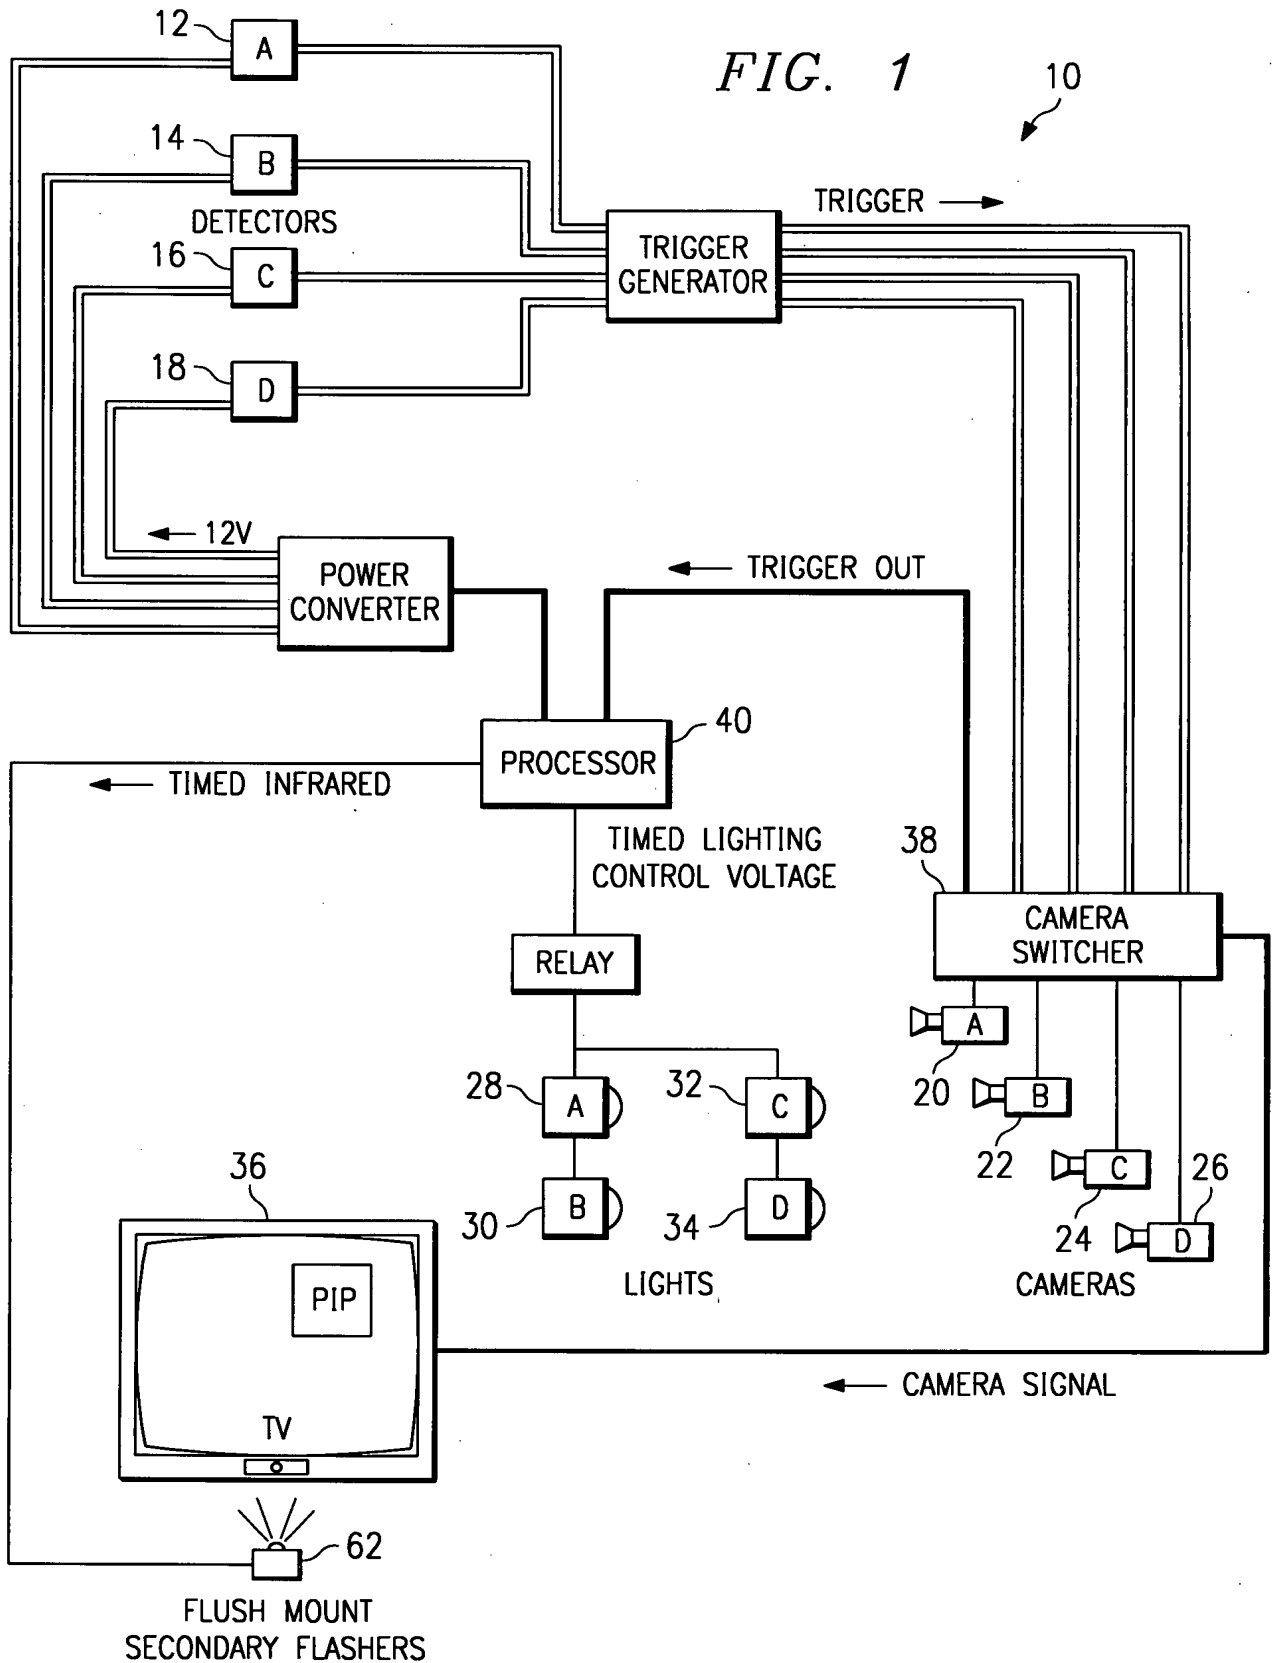 FIG. 1
10
12
A
14
B
DETECTORS
16
C
18
D
TRIGGER
GENERATOR
TRIGGER
12V
POWER
CONVERTER
TRIGGER OUT
PROCESSOR
40
TIMED INFRARED
TIMED LIGHTING
CONTROL VOLTAGE
38
CAMERA
SWITCHER
RELAY
A
20
B
22
C
24
D
26
CAMERAS
28
A
32
C
30
B
34
D
LIGHTS
36
PIP
TV
CAMERA SIGNAL
62
FLUSH MOUNT
SECONDARY FLASHERS